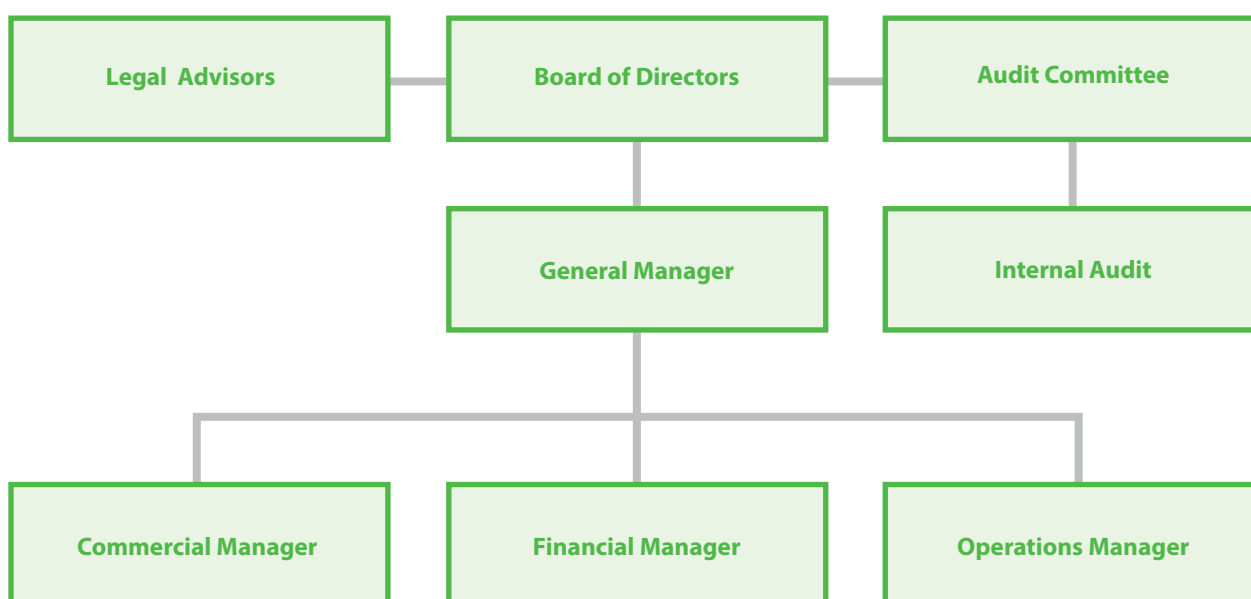 Legal Advisors
Board of Directors
Audit Committee
General Manager
Internal Audit
Commercial Manager
Financial Manager
Operations Manager